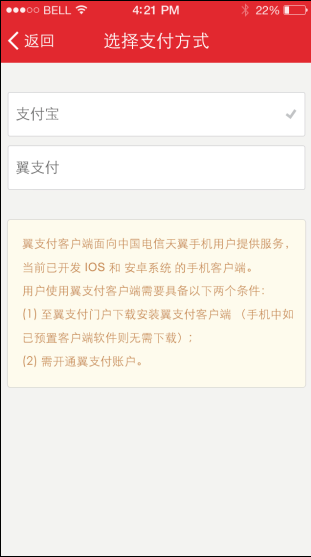 BELL 4:21 PM 22%
返回 选择支付方式
支付宝
翼支付
翼支付客户端面向中国电信天翼手机用户提供服务，
当前已开发 IOS 和 安卓系统 的手机客户端。
用户使用翼支付客户端需要具备以下两个条件：
(1) 至翼支付门户下载安装翼支付客户端 （手机中如
已预置客户端软件则无需下载）；
(2) 需开通翼支付账户。